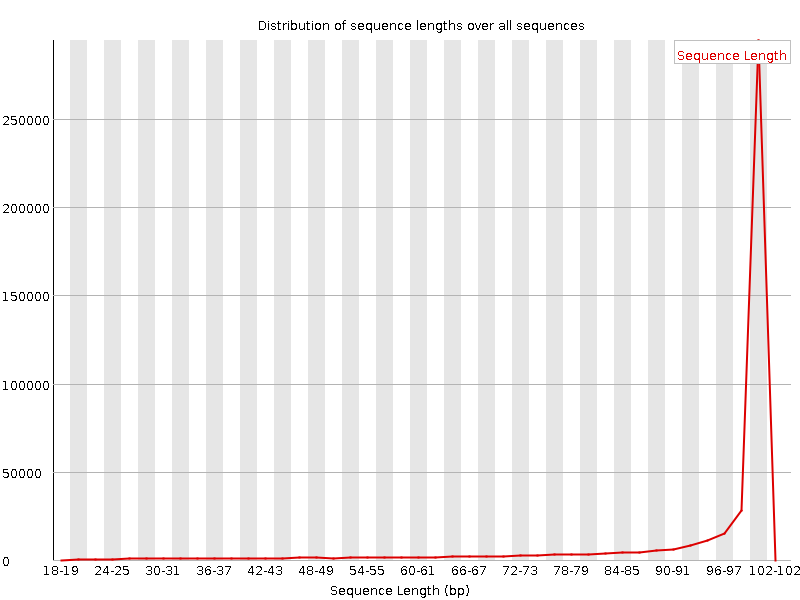 Distribution of sequence lengths over all sequences
Sequence Length
250000
200000
150000
100000
50000
0
18-19 24-25 30-31 36-37 42-43 48-49 54-55 60-61 66-67 72-73 78-79 84-85 90-91 96-97 102-102
Sequence Length (bp)